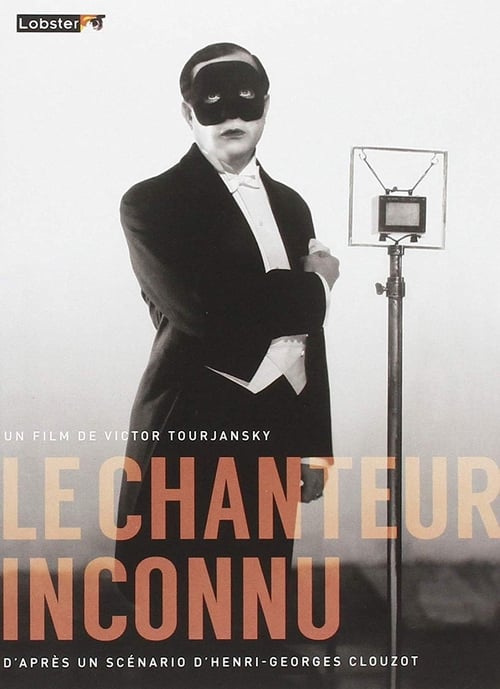 Lobster
UN FILM DE VICTOR TOURJANSKY
LE CHANTEUR
INCONNU
D'APRÈS UN SCÉNARIO D'HENRI-GEORGES CLOUZOT